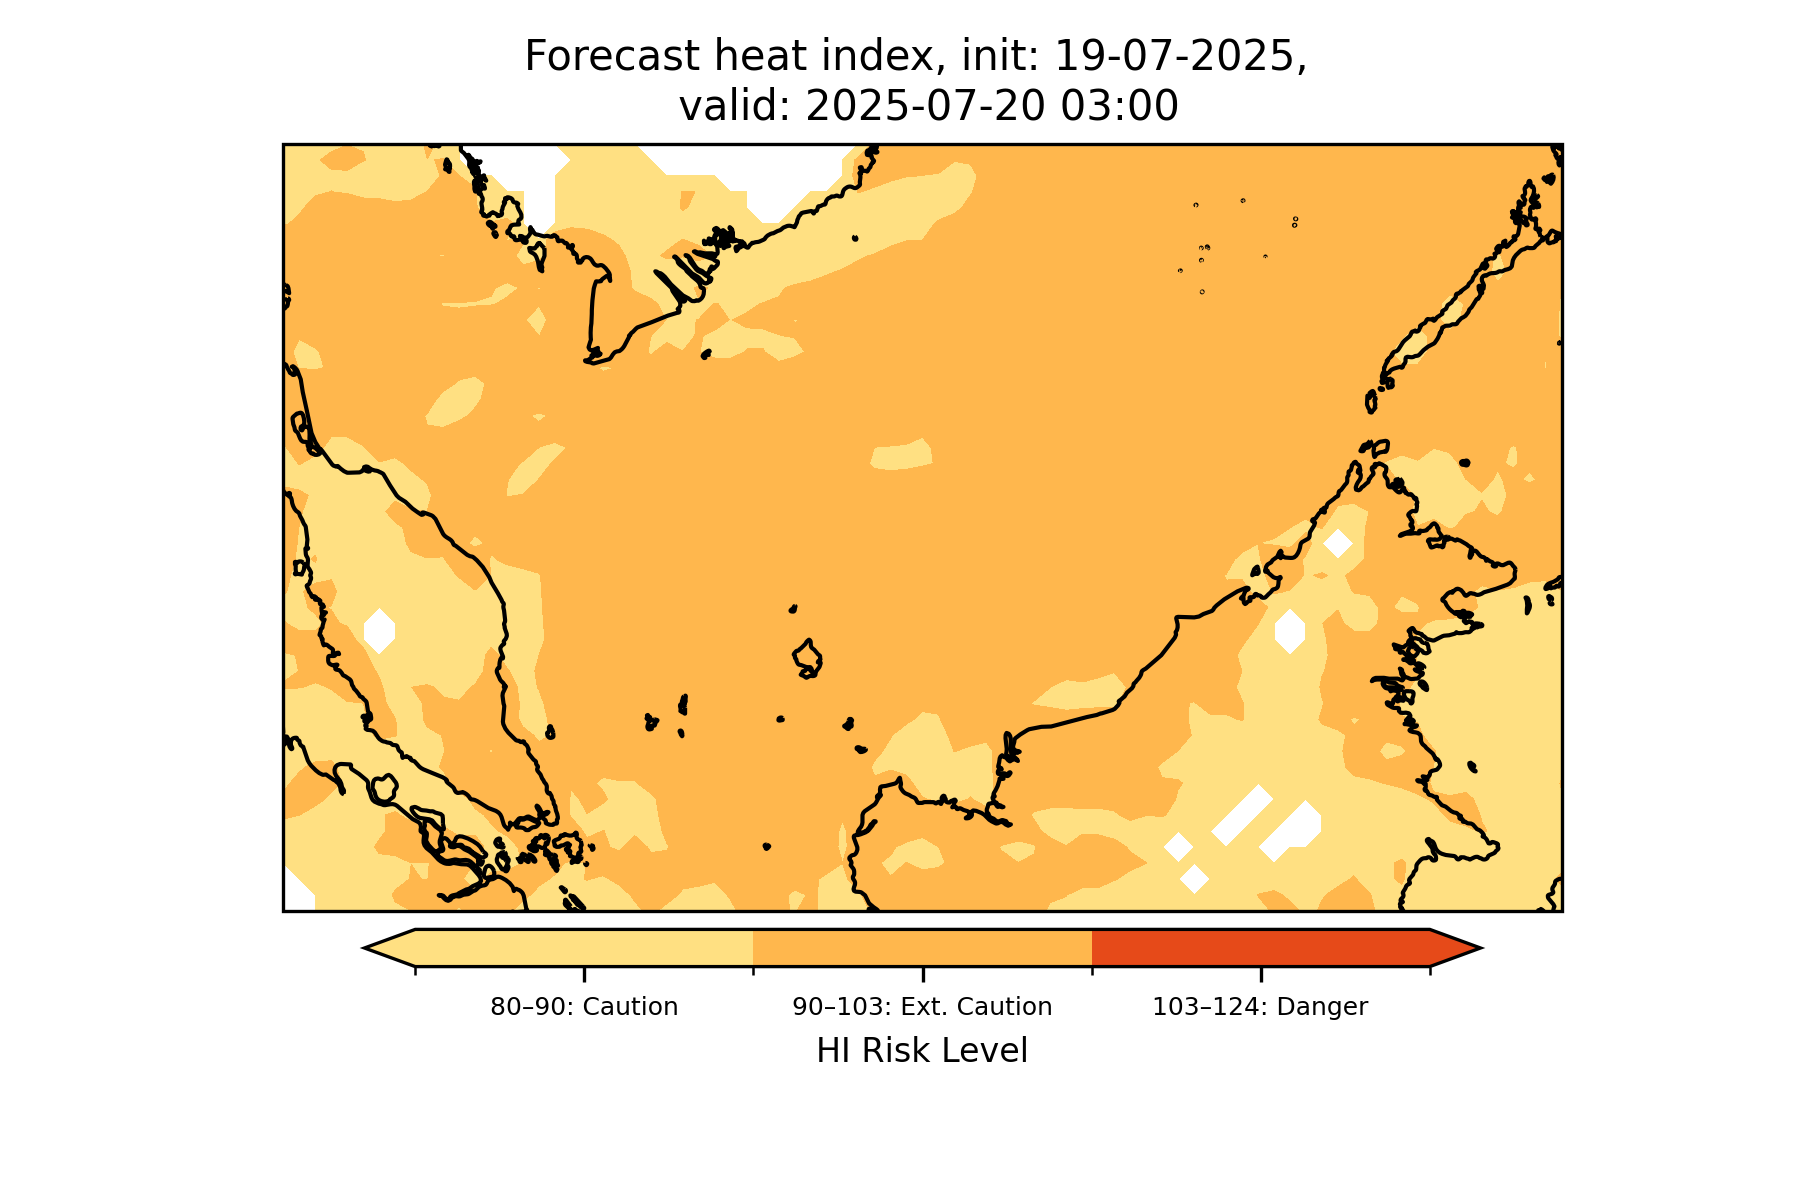 Forecast heat index, init: 19-07-2025,
valid: 2025-07-20 03:00
80–90: Caution
90–103: Ext. Caution
103–124: Danger
HI Risk Level